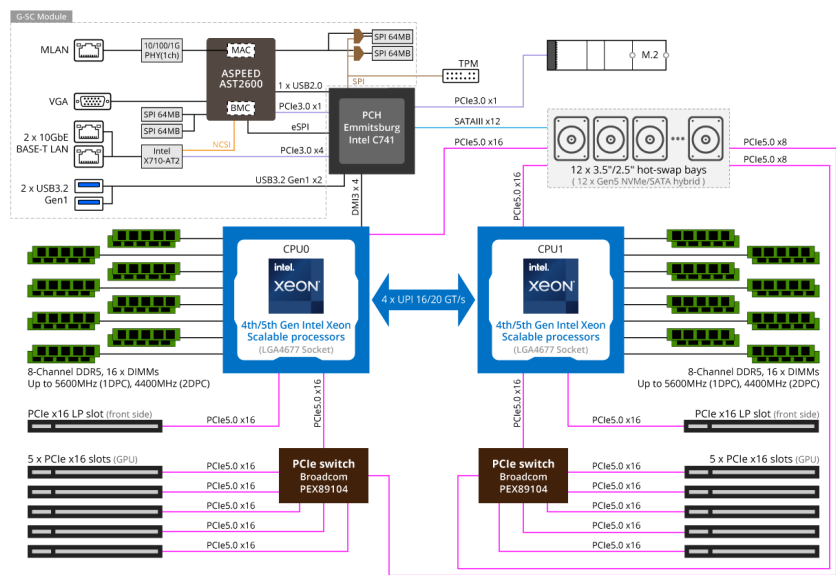 G-SC Module
MLAN
10/100/1G
PHY(1ch)
MAC
ASPEED
AST2600
BMC
SPI 64MB
SPI 64MB
SPI
TPM
M.2
VGA
SPI 64MB
SPI 64MB
1 x USB2.0
PCIe3.0 x1
eSPI
PCH
Emmitsburg
Intel C741
PCIe3.0 x1
SATAIII x12
PCIe5.0 x16
2 x 10GbE
BASE-T LAN
Intel
X710-AT2
NCSI
PCIe3.0 x4
2 x USB3.2
Gen1
USB3.2 Gen1 x2
DMI3 x 4
12 x 3.5"/2.5" hot-swap bays
( 12 x Gen5 NVMe/SATA hybrid )
PCIe5.0 x8
PCIe5.0 x8
PCIe5.0 x16
CPU0
intel.
XEON
4th/5th Gen Intel Xeon
Scalable processors
(LGA4677 Socket)
4 x UPI 16/20 GT/s
CPU1
intel.
XEON
4th/5th Gen Intel Xeon
Scalable processors
(LGA4677 Socket)
8-Channel DDR5, 16 x DIMMs
Up to 5600MHz (1DPC), 4400MHz (2DPC)
8-Channel DDR5, 16 x DIMMs
Up to 5600MHz (1DPC), 4400MHz (2DPC)
PCIe x16 LP slot (front side)
PCIe5.0 x16
PCIe5.0 x16
PCIe5.0 x16
PCIe5.0 x16
PCIe x16 LP slot (front side)
5 x PCIe x16 slots (GPU)
PCIe5.0 x16
PCIe5.0 x16
PCIe5.0 x16
PCIe5.0 x16
PCIe5.0 x16
PCIe switch
Broadcom
PEX89104
PCIe switch
Broadcom
PEX89104
5 x PCIe x16 slots (GPU)
PCIe5.0 x16
PCIe5.0 x16
PCIe5.0 x16
PCIe5.0 x16
PCIe5.0 x16